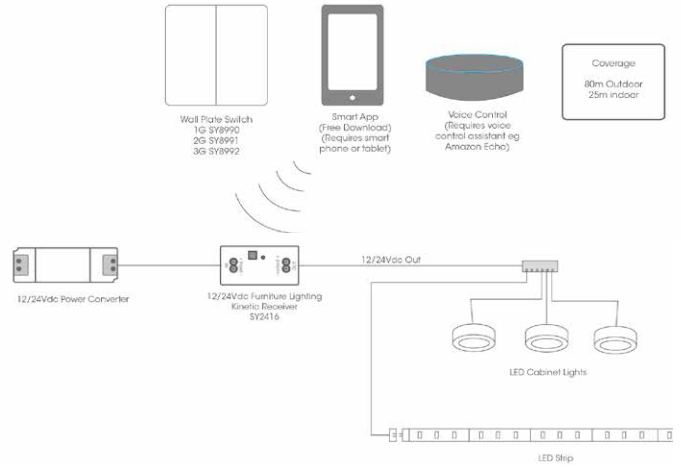 Wall Plate Switch
1G SY8990
2G SY8991
3G SY8992
Smart App
(Free Download)
(Requires smart
phone or tablet)
Voice Control
(Requires voice
control assistant eg
Amazon Echo)
Coverage
80m Outdoor
25m indoor
12/24Vdc Power Converter
12/24Vdc Furniture Lighting
Kinetic Receiver
SY2416
12/24Vdc Out
LED Cabinet Lights
LED Strip